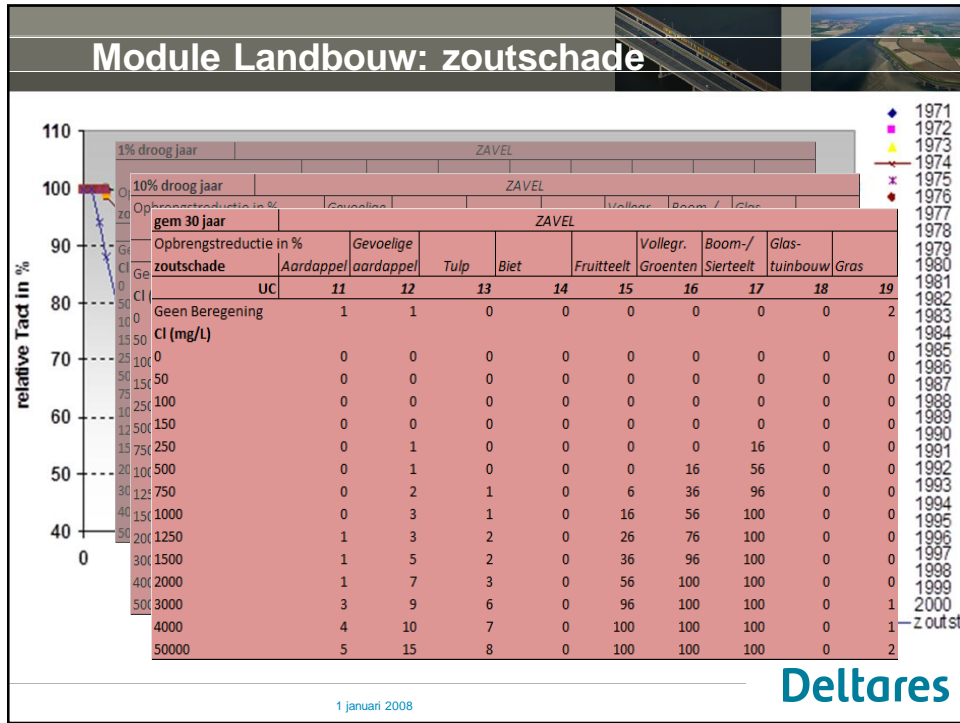 Module Landbouw: zoutschade
110
100
90
80
70
60
50
40
0
relative Tact in %
1% droog jaar ZAVEL
10% droog jaar ZAVEL
Opbrengstreductie in % Gevoelige Vollegr. Boom-/ Glas-
gem 30 jaar ZAVEL
Opbrengstreductie in % Gevoelige Vollegr. Boom-/ Glas-
zoutschade Aardappel aardappel Tulp Biet Fruitteelt Groenten Sierteelt tuinbouw Gras
UC 11 12 13 14 15 16 17 18 19
Geen Beregening 1 1 0 0 0 0 0 0 2
Cl (mg/L)
0 0 0 0 0 0 0 0 0 0
50 0 0 0 0 0 0 0 0 0
100 0 0 0 0 0 0 0 0 0
150 0 0 0 0 0 0 0 0 0
250 0 1 0 0 0 0 16 0 0
500 0 1 0 0 0 16 56 0 0
750 0 2 1 0 6 36 96 0 0
1000 0 3 1 0 16 56 100 0 0
1250 1 3 2 0 26 76 100 0 0
1500 1 5 2 0 36 96 100 0 0
2000 1 7 3 0 56 100 100 0 0
3000 3 9 6 0 96 100 100 0 1
4000 4 10 7 0 100 100 100 0 1
50000 5 15 8 0 100 100 100 0 2
1971
1972
1973
1974
1975
1976
1977
1978
1979
1980
1981
1982
1983
1984
1985
1986
1987
1988
1989
1990
1991
1992
1993
1994
1995
1996
1997
1998
1999
2000
zoutst
1 januari 2008
Deltares